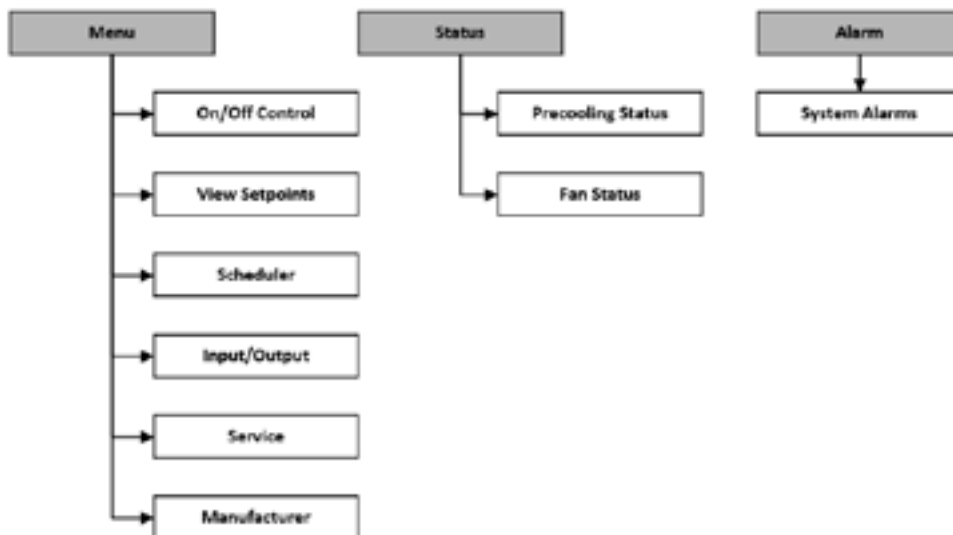 Menu
Status
Alarm
On/Off Control
Precooling Status
System Alarms
View Setpoints
Fan Status
Scheduler
Input/Output
Service
Manufacturer